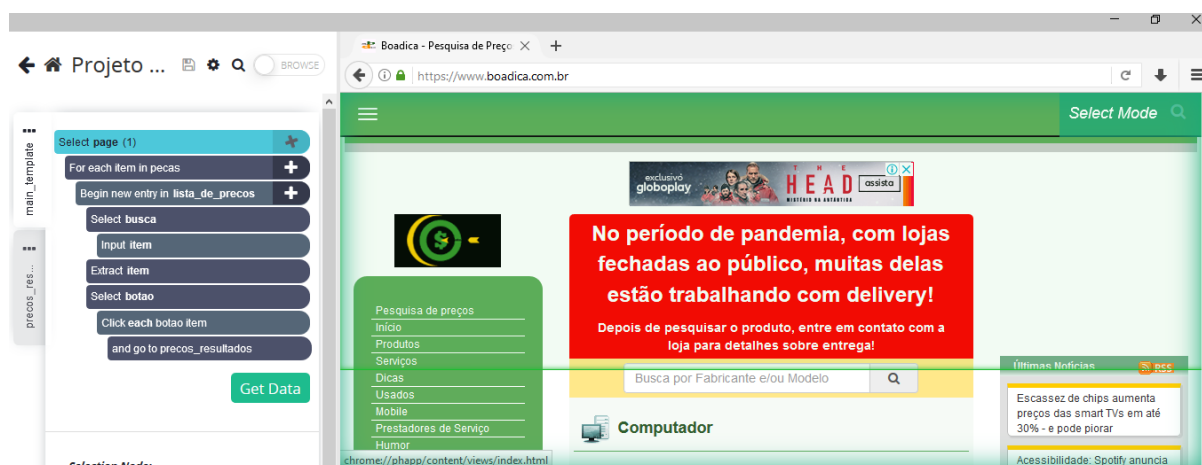 Boadica - Pesquisa de Preço
Projeto ...
BROWSE
https://www.boadica.com.br
main_template
precos_res...
Select page (1)
For each item in pecas
Begin new entry in lista_de_precos
Select busca
Input item
Extract item
Select botao
Click each botao item
and go to precos_resultados
Get Data
Selection Node:
Select Mode
exclusivo
globoplay
THE
HEAD
MISTÉRIO NA ANTÁRTIDA
assista
No período de pandemia, com lojas
fechadas ao público, muitas delas
estão trabalhando com delivery!
Depois de pesquisar o produto, entre em contato com a
loja para detalhes sobre entrega!
Pesquisa de preços
Início
Produtos
Serviços
Dicas
Usados
Mobile
Prestadores de Serviço
Humor
Busca por Fabricante e/ou Modelo
Computador
Últimas Notícias
RSS
Escassez de chips aumenta
preços das smart TVs em até
30% - e pode piorar
Acessibilidade: Spotify anuncia
chrome://phapp/content/views/index.html